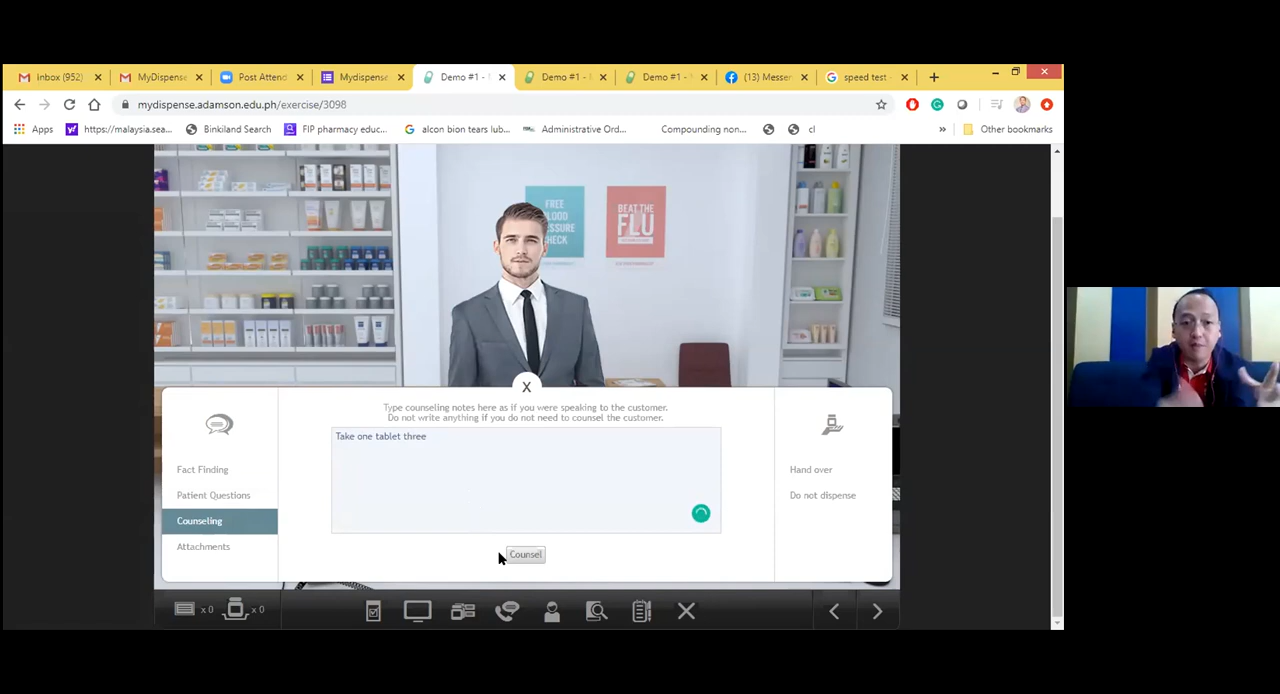 Inbox (952)
MyDispense
Post Attend
Mydispense
Demo #1 -
Demo #1 -
Demo #1 -
(13) Messen
speed test -
mydispense.adamson.edu.ph/exercise/3098
Apps
https://malaysia.sea...
Binkiland Search
FIP pharmacy educ...
alcon bion tears lub...
Administrative Ord...
Compounding non...
cl
»
Other bookmarks
FREE
BLOOD
PRESSURE
CHECK
BEAT THE
FLU
X
Type counseling notes here as if you were speaking to the customer.
Do not write anything if you do not need to counsel the customer.
Take one tablet three
Fact Finding
Patient Questions
Counseling
Attachments
Hand over
Do not dispense
Counsel
x 0
x 0